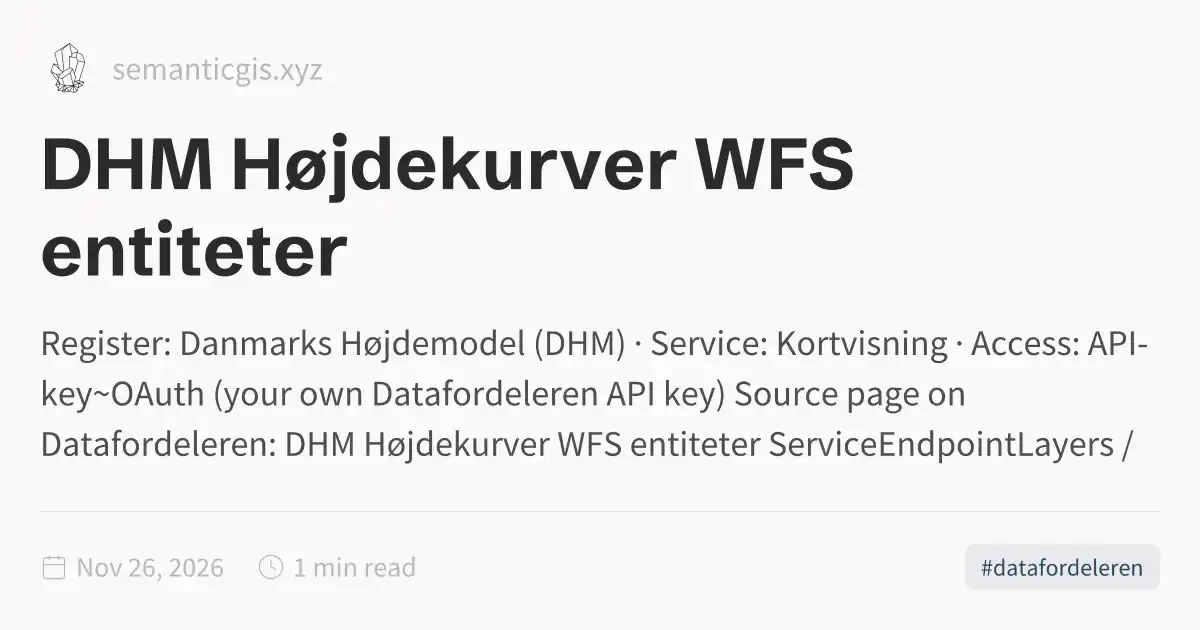 semanticgis.xyz
DHM Højdekurver WFS
entiteter
Register: Danmarks Højdemodel (DHM) · Service: Kortvisning · Access: API-
key~OAuth (your own Datafordeleren API key) Source page on
Datafordeleren: DHM Højdekurver WFS entiteter ServiceEndpointLayers /
Nov 26, 2026 1 min read #datafordeleren